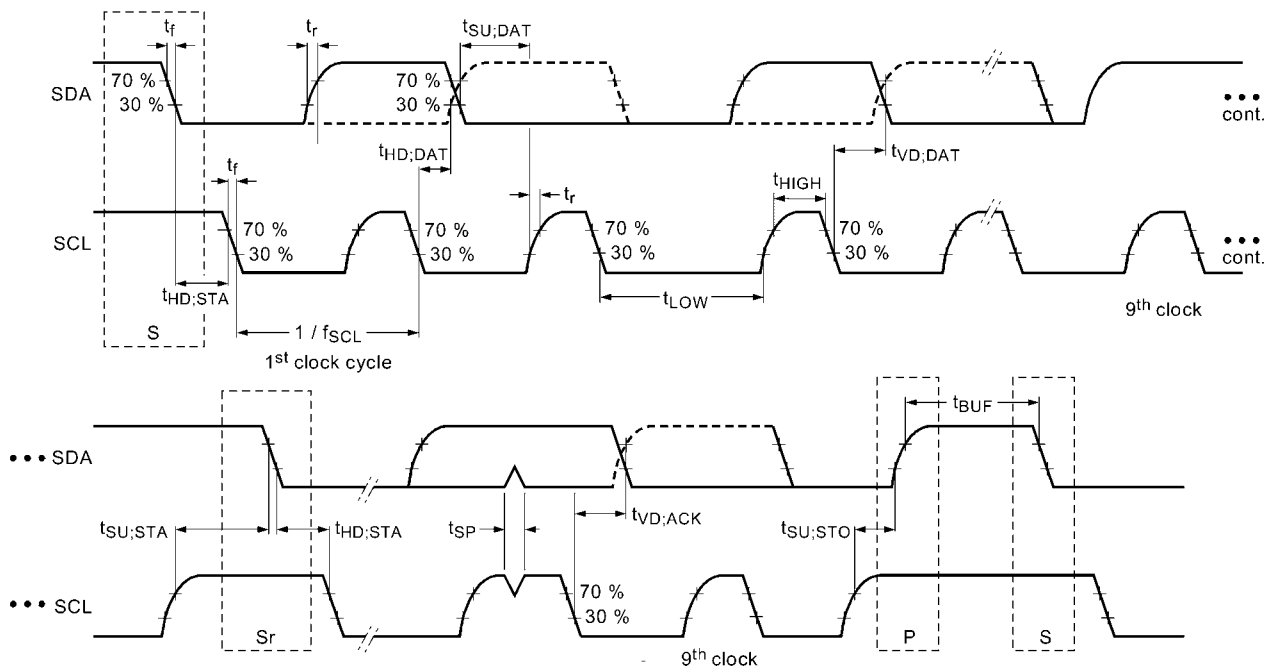 tf
tr
tSU;DAT
70 %
30 %
SDA
70 %
30 %
cont.
tHD;DAT
tVD;DAT
tf
tr
tHIGH
SCL
70 %
30 %
70 %
30 %
70 %
30 %
70 %
30 %
cont.
tHD;STA
tLOW
9th clock
S
1 / fSCL
1st clock cycle
tBUF
SDA
tSU;STA
tHD;STA
tSP
tVD;ACK
tSU;STO
SCL
70 %
30 %
Sr
P
S
9th clock